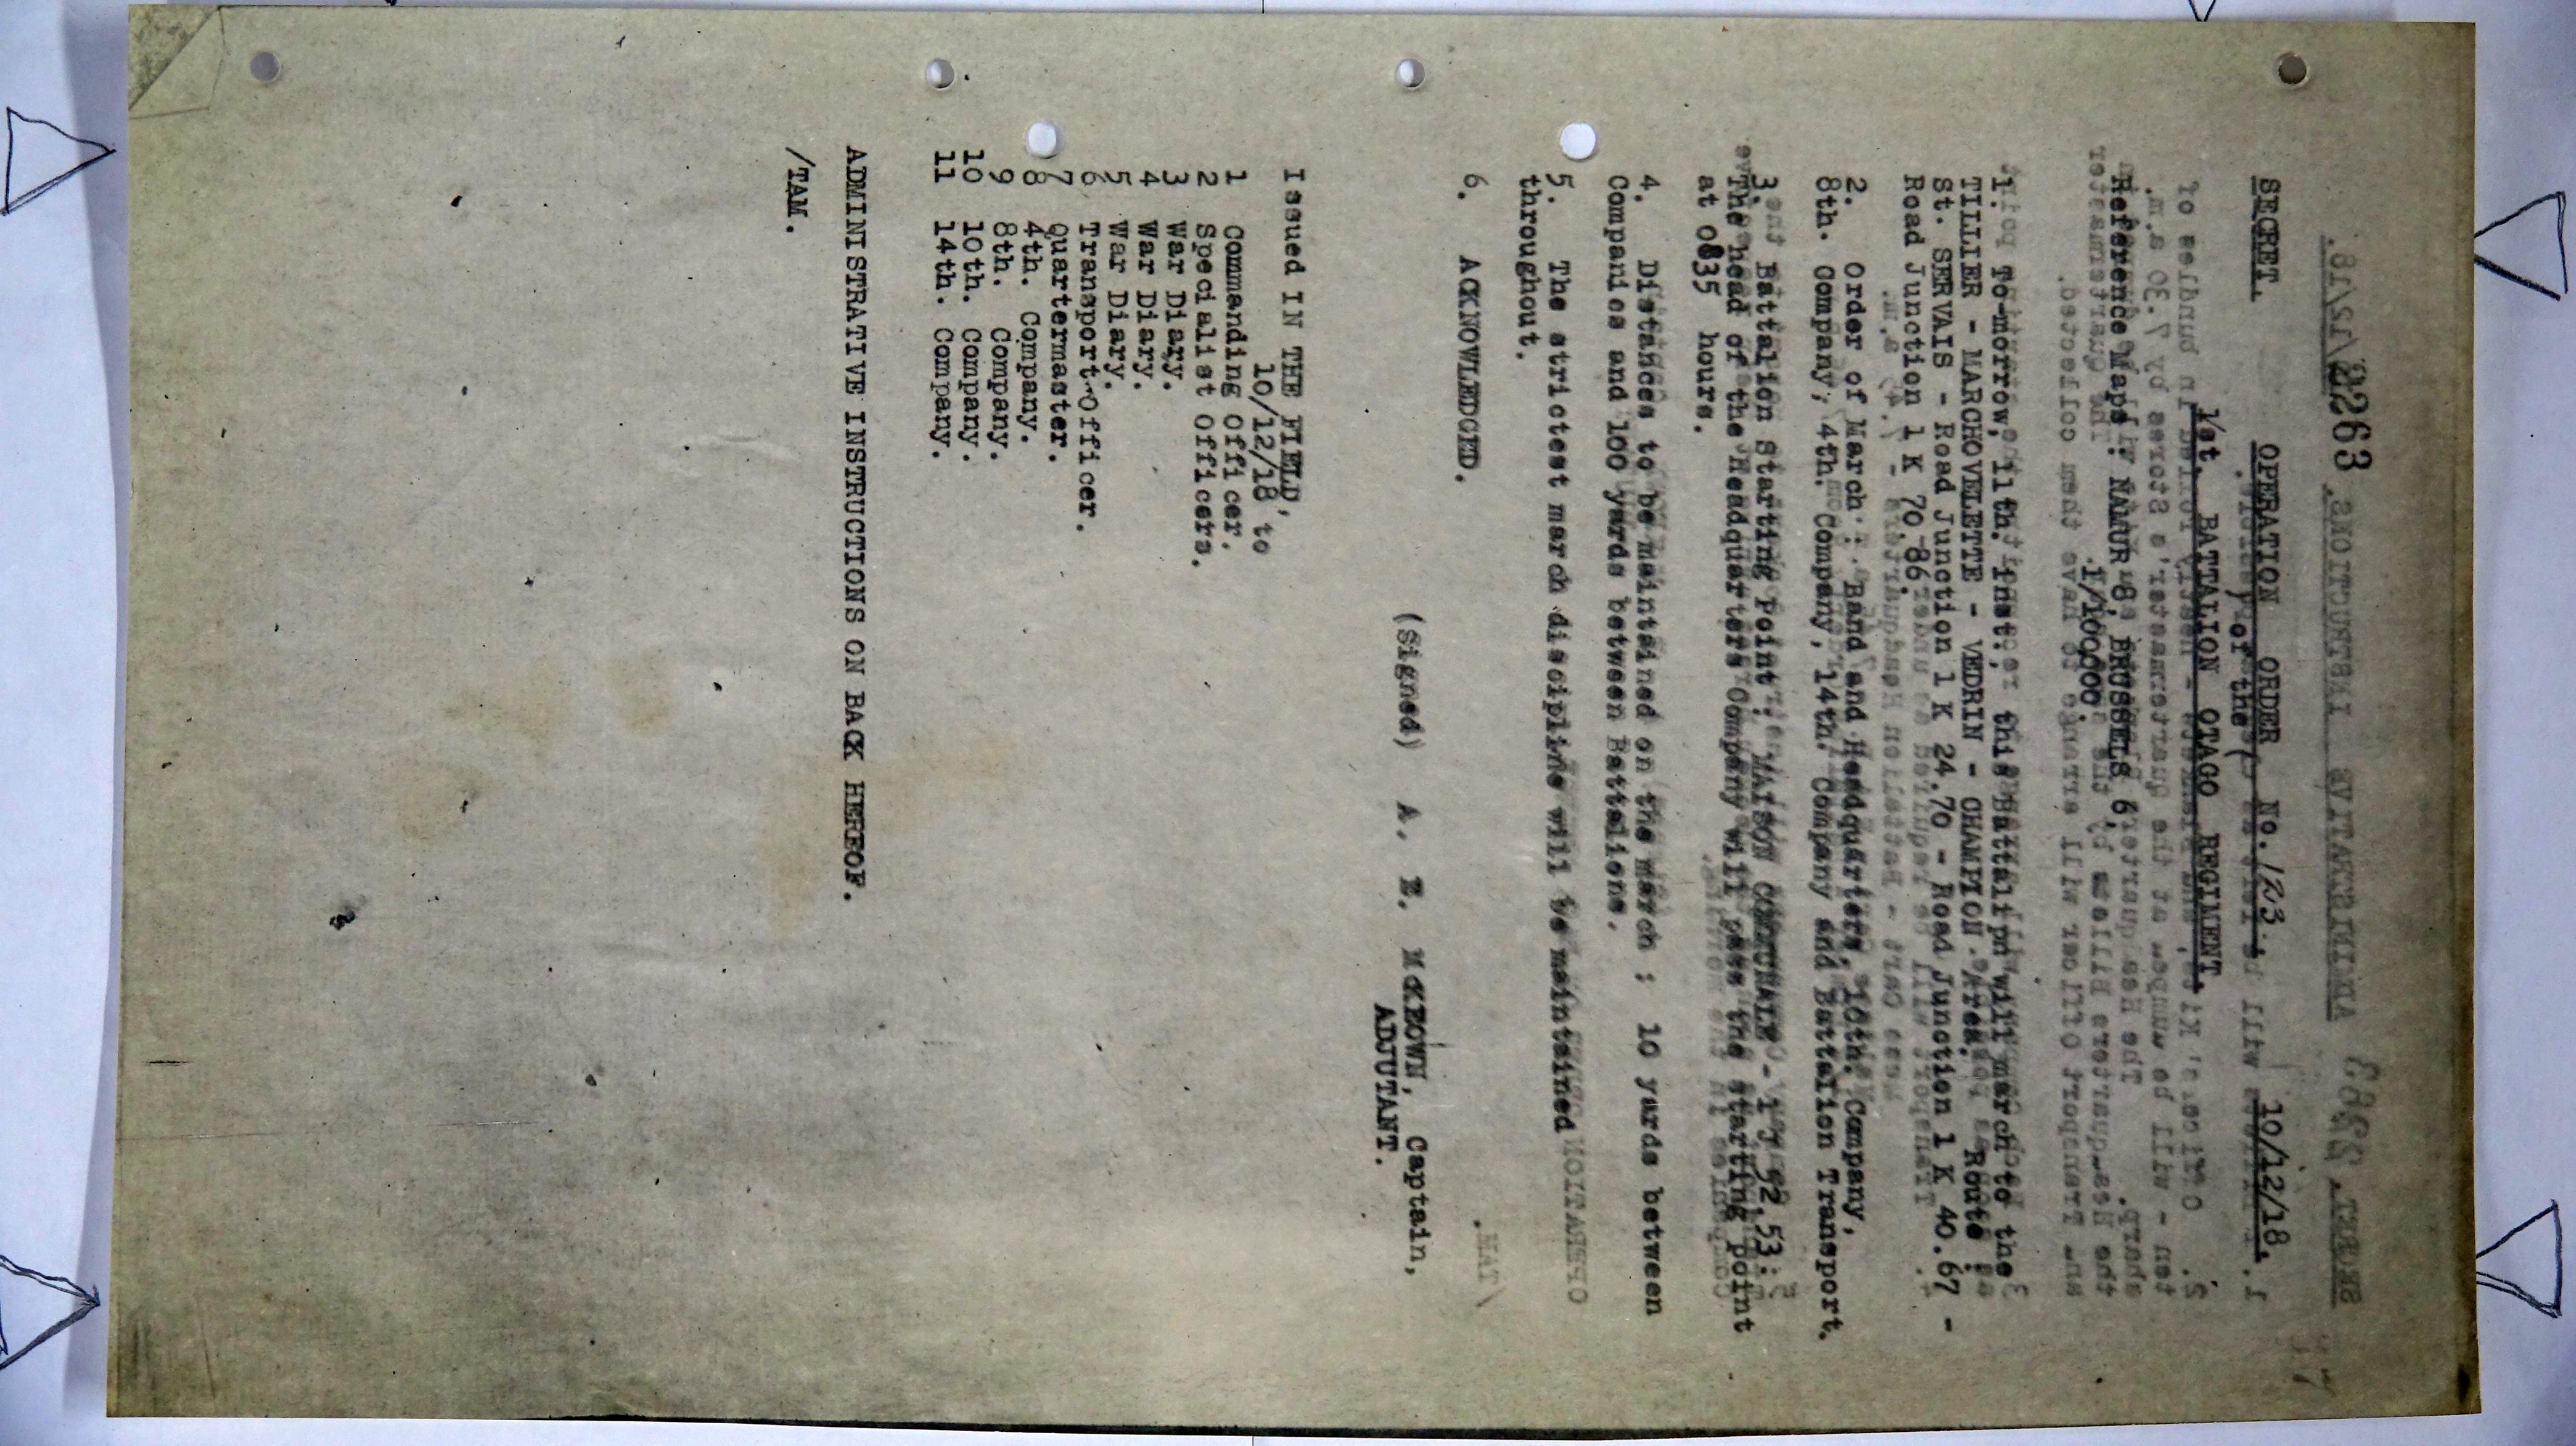 2263
SECRET. OPERATION ORDER No. 123. 10/12/18.
of the
1st. BATTALION OTAGO REGIMENT.
Reference Maps: NAMUR 8, BRUSSELS 6,
1/100,000.
1. To-morrow, 11th. inst., this Battalion will march to the
TILLIER - MARCHOVELETTE - VEDRIN - CHAMPION Area. Route :
St. SERVAIS - Road Junction 1 K 24.70 - Road Junction 1 K 40.67 -
Road Junction 1 K 70.86.
2. Order of March : Band and Headquarters, 10th. Company,
8th. Company, 4th. Company, 14th. Company and Battalion Transport.
3. Battalion Starting Point : MAISON COMMUNALE - 1 J 92.53.
The head of the Headquarters Company will pass the starting point
at 0835 hours.
4. Distances to be maintained on the march : 10 yards between
Companies and 100 yards between Battalions.
5. The strictest march discipline will be maintained
throughout.
6. ACKNOWLEDGED.
(Signed) A. E. McKEOWN, Captain,
ADJUTANT.
Issued IN THE FIELD,
10/12/18 to
1 Commanding Officer.
2 Specialist Officers.
3 War Diary.
4 War Diary.
5 War Diary.
6 Transport Officer.
7 Quartermaster.
8 4th. Company.
9 8th. Company.
10 10th. Company.
11 14th. Company.
ADMINISTRATIVE INSTRUCTIONS ON BACK HEREOF.
/TAM.